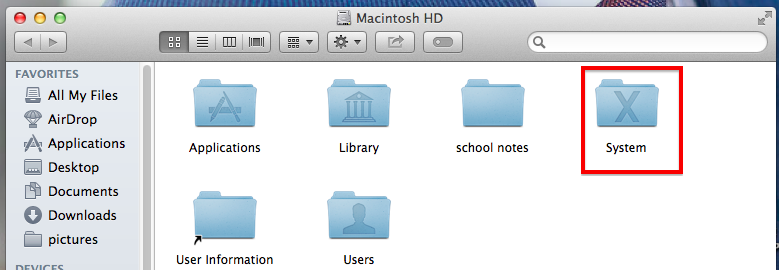 Macintosh HD
FAVORITES
All My Files
AirDrop
Applications
Desktop
Documents
Downloads
pictures
DEVICES
Applications
Library
school notes
System
User Information
Users